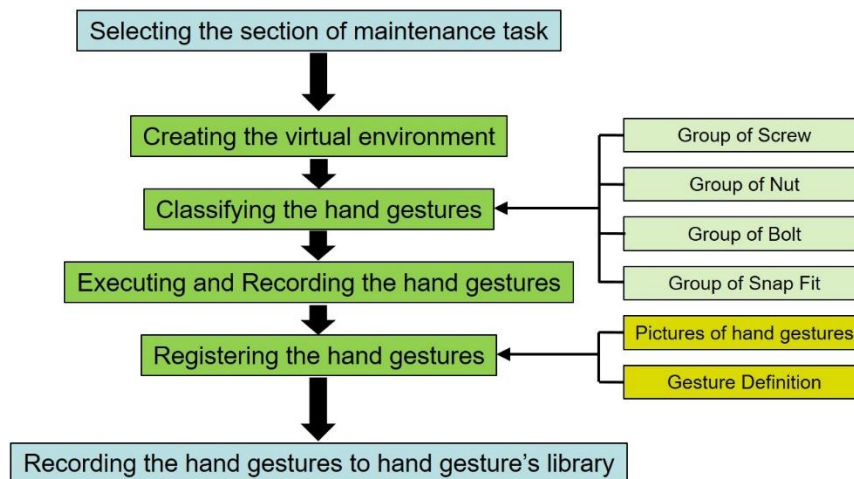 Selecting the section of maintenance task
Creating the virtual environment
Classifying the hand gestures
Group of Screw
Group of Nut
Group of Bolt
Group of Snap Fit
Executing and Recording the hand gestures
Registering the hand gestures
Pictures of hand gestures
Gesture Definition
Recording the hand gestures to hand gesture's library